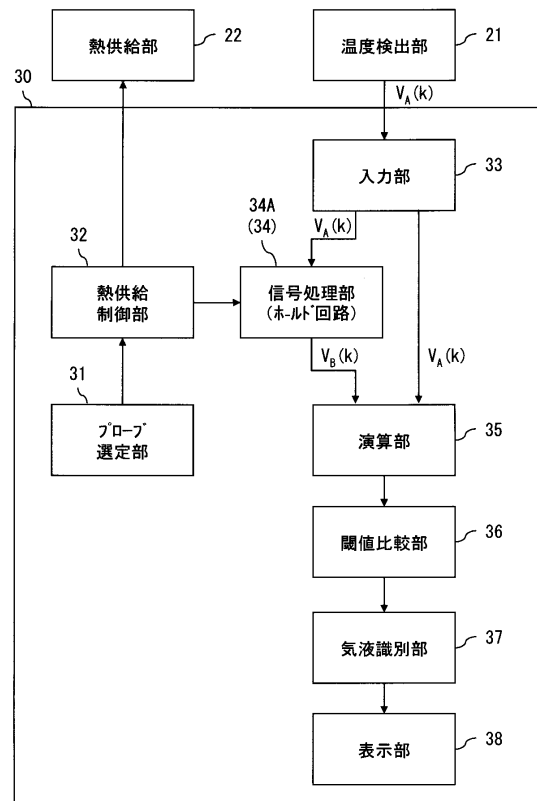 熱供給部
22
温度検出部
21
30
V_A(k)
入力部
33
34A
(34)
V_A(k)
32
熱供給
制御部
信号処理部
(ﾎｰﾙﾄﾞ回路)
V_B(k)
V_A(k)
31
ﾌﾟﾛｰﾌﾞ
選定部
演算部
35
閾値比較部
36
気液識別部
37
表示部
38